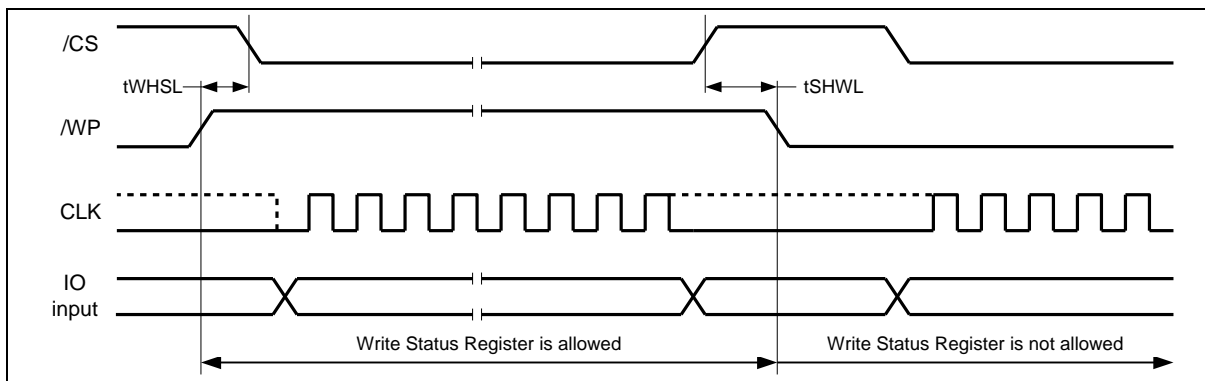 /CS
tWHSL
tSHWL
/WP
CLK
IO
input
Write Status Register is allowed
Write Status Register is not allowed